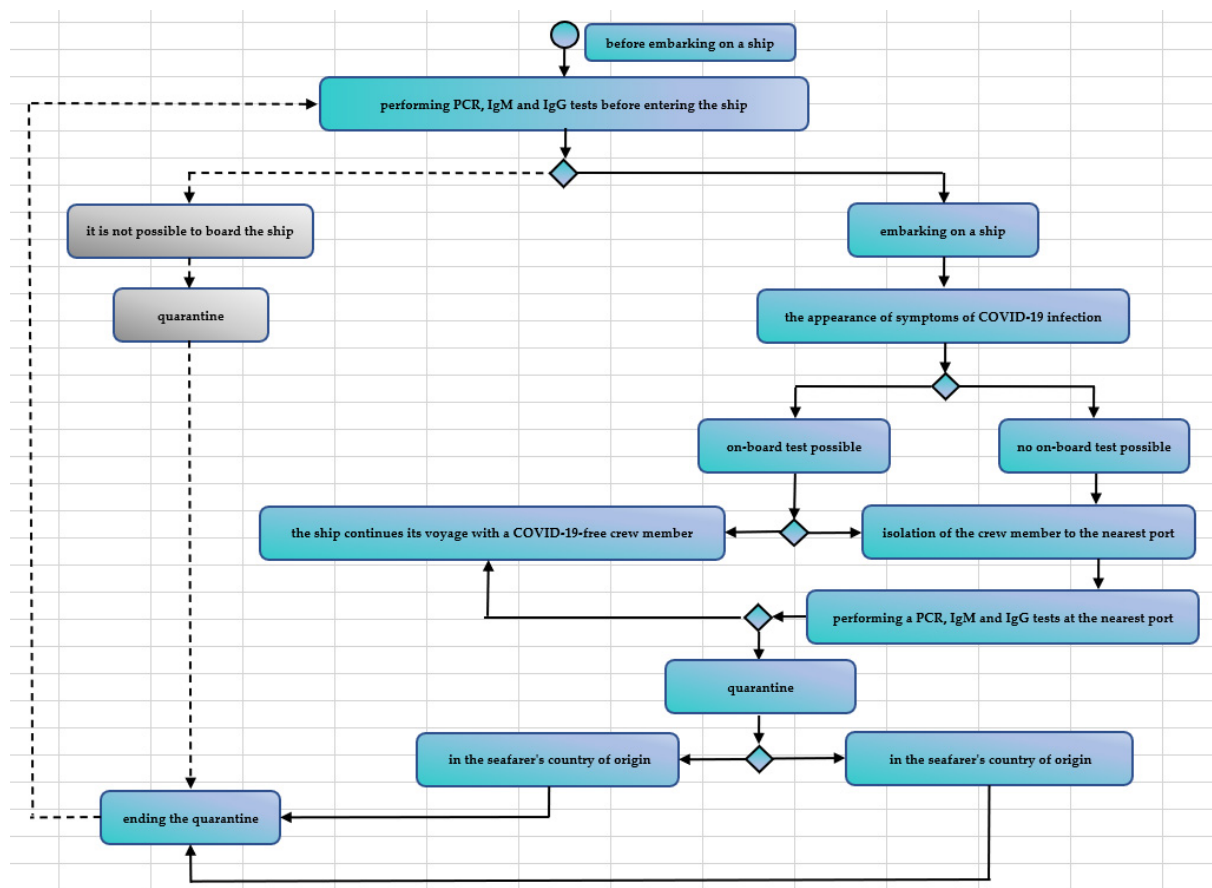 before embarking on a ship
performing PCR, IgM and IgG tests before entering the ship
it is not possible to board the ship
embarking on a ship
quarantine
the appearance of symptoms of COVID-19 infection
on-board test possible
no on-board test possible
the ship continues its voyage with a COVID-19-free crew member
isolation of the crew member to the nearest port
performing a PCR, IgM and IgG tests at the nearest port
quarantine
in the seafarer's country of origin
in the seafarer's country of origin
ending the quarantine